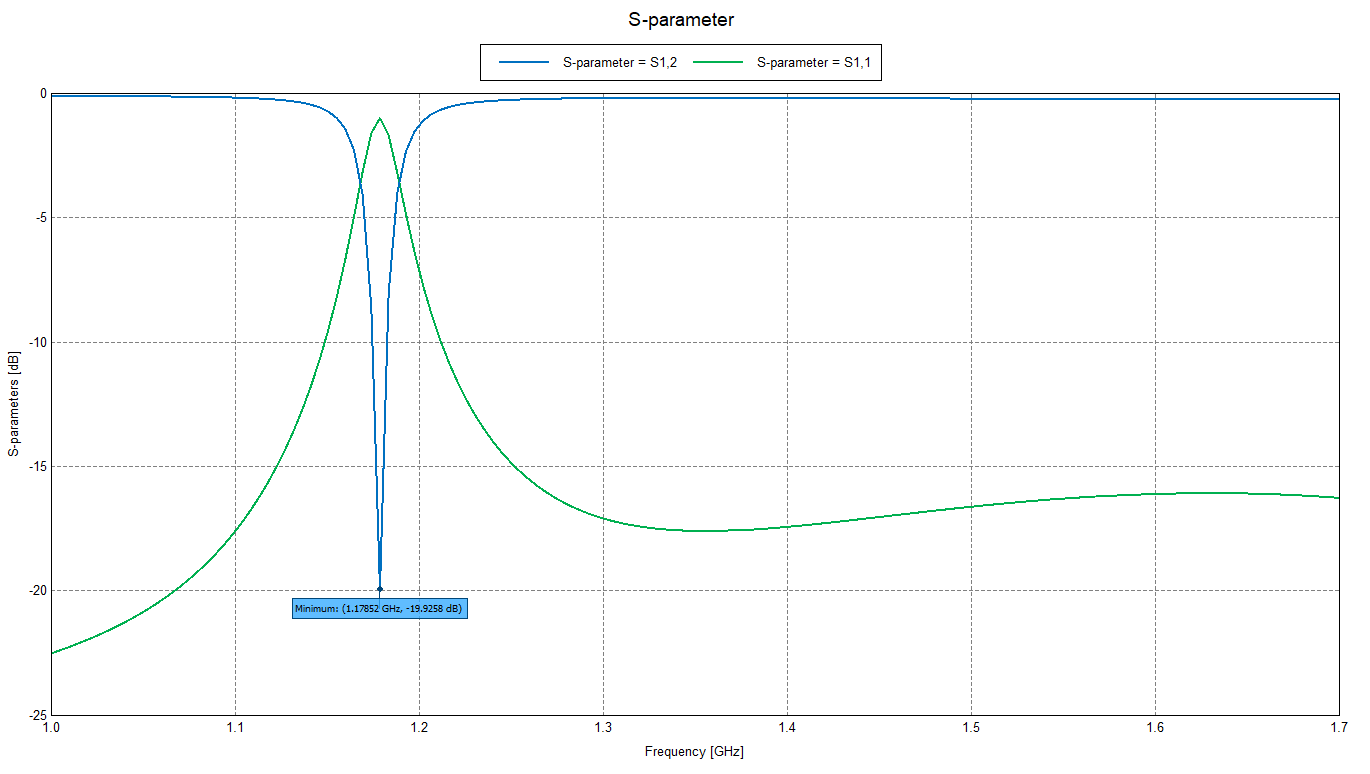 S-parameter
S-parameter = S1,2
S-parameter = S1,1
0
-5
-10
-15
-20
-25
S-parameters [dB]
Minimum: (1.17852 GHz, -19.9258 dB)
1.0 1.1 1.2 1.3 1.4 1.5 1.6 1.7
Frequency [GHz]